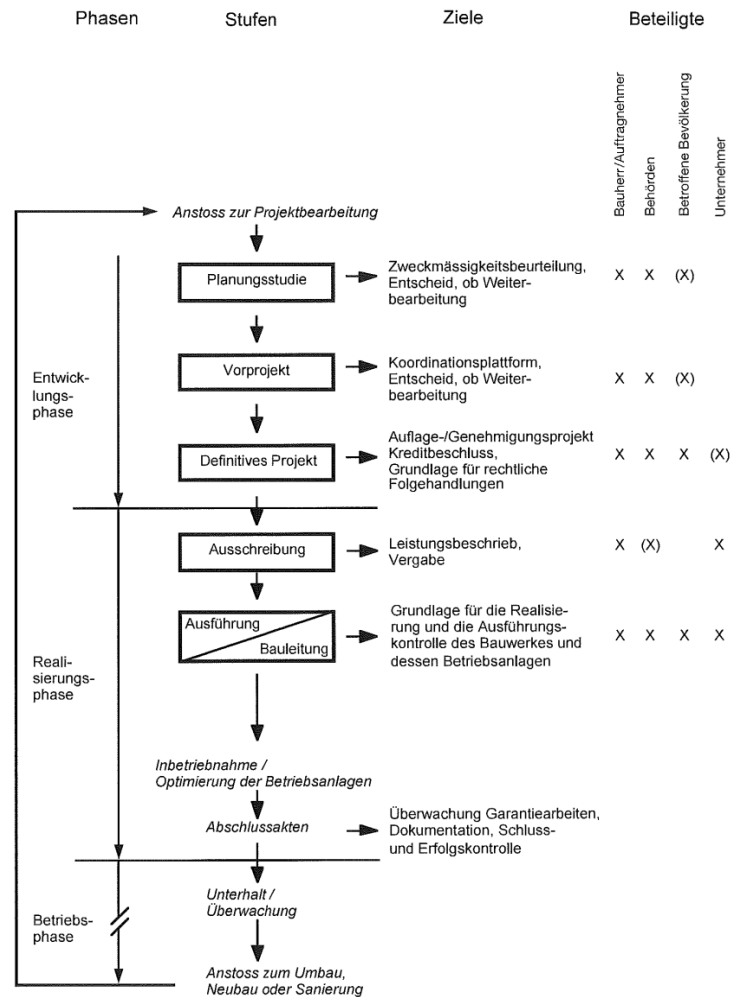 Phasen Stufen Ziele Beteiligte
Bauherr/Auftragnehmer
Behörden
Betroffene Bevölkerung
Unternehmer
Anstoss zur Projektbearbeitung
Entwick-
lungs-
phase
Planungsstudie
Zweckmässigkeitsbeurteilung,
Entscheid, ob Weiter-
bearbeitung
X X (X)
Vorprojekt
Koordinationsplattform,
Entscheid, ob Weiter-
bearbeitung
X X (X)
Definitives Projekt
Auflage-/Genehmigungsprojekt
Kreditbeschluss,
Grundlage für rechtliche
Folgehandlungen
X X X (X)
Reali-
sierungs-
phase
Ausschreibung
Leistungsbeschrieb,
Vergabe
X (X) X
Ausführung
Bauleitung
Grundlage für die Realisie-
rung und die Ausführungs-
kontrolle des Bauwerkes und
dessen Betriebsanlagen
X X X X
Inbetriebnahme /
Optimierung der Betriebsanlagen
Abschlussakten
Überwachung Garantiearbeiten,
Dokumentation, Schluss-
und Erfolgskontrolle
Betriebs-
phase
Unterhalt /
Überwachung
Anstoss zum Umbau,
Neubau oder Sanierung